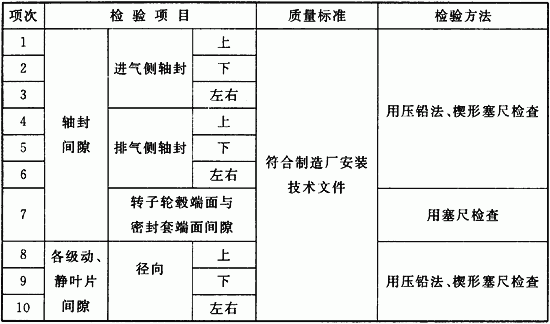 项次 检验项目 质量标准 检验方法
1 上
2 进气侧轴封 下
3 左右
用压铅法、楔形塞尺检查
4 轴封 上
5 间隙 排气侧轴封 下
6 左右
符合制造厂安装
技术文件
7 转子轮毂端面与
密封套端面间隙
用塞尺检查
8 各级动、 径向 上
9 静叶片 下 用压铅法、楔形塞尺检查
10 间隙 左右